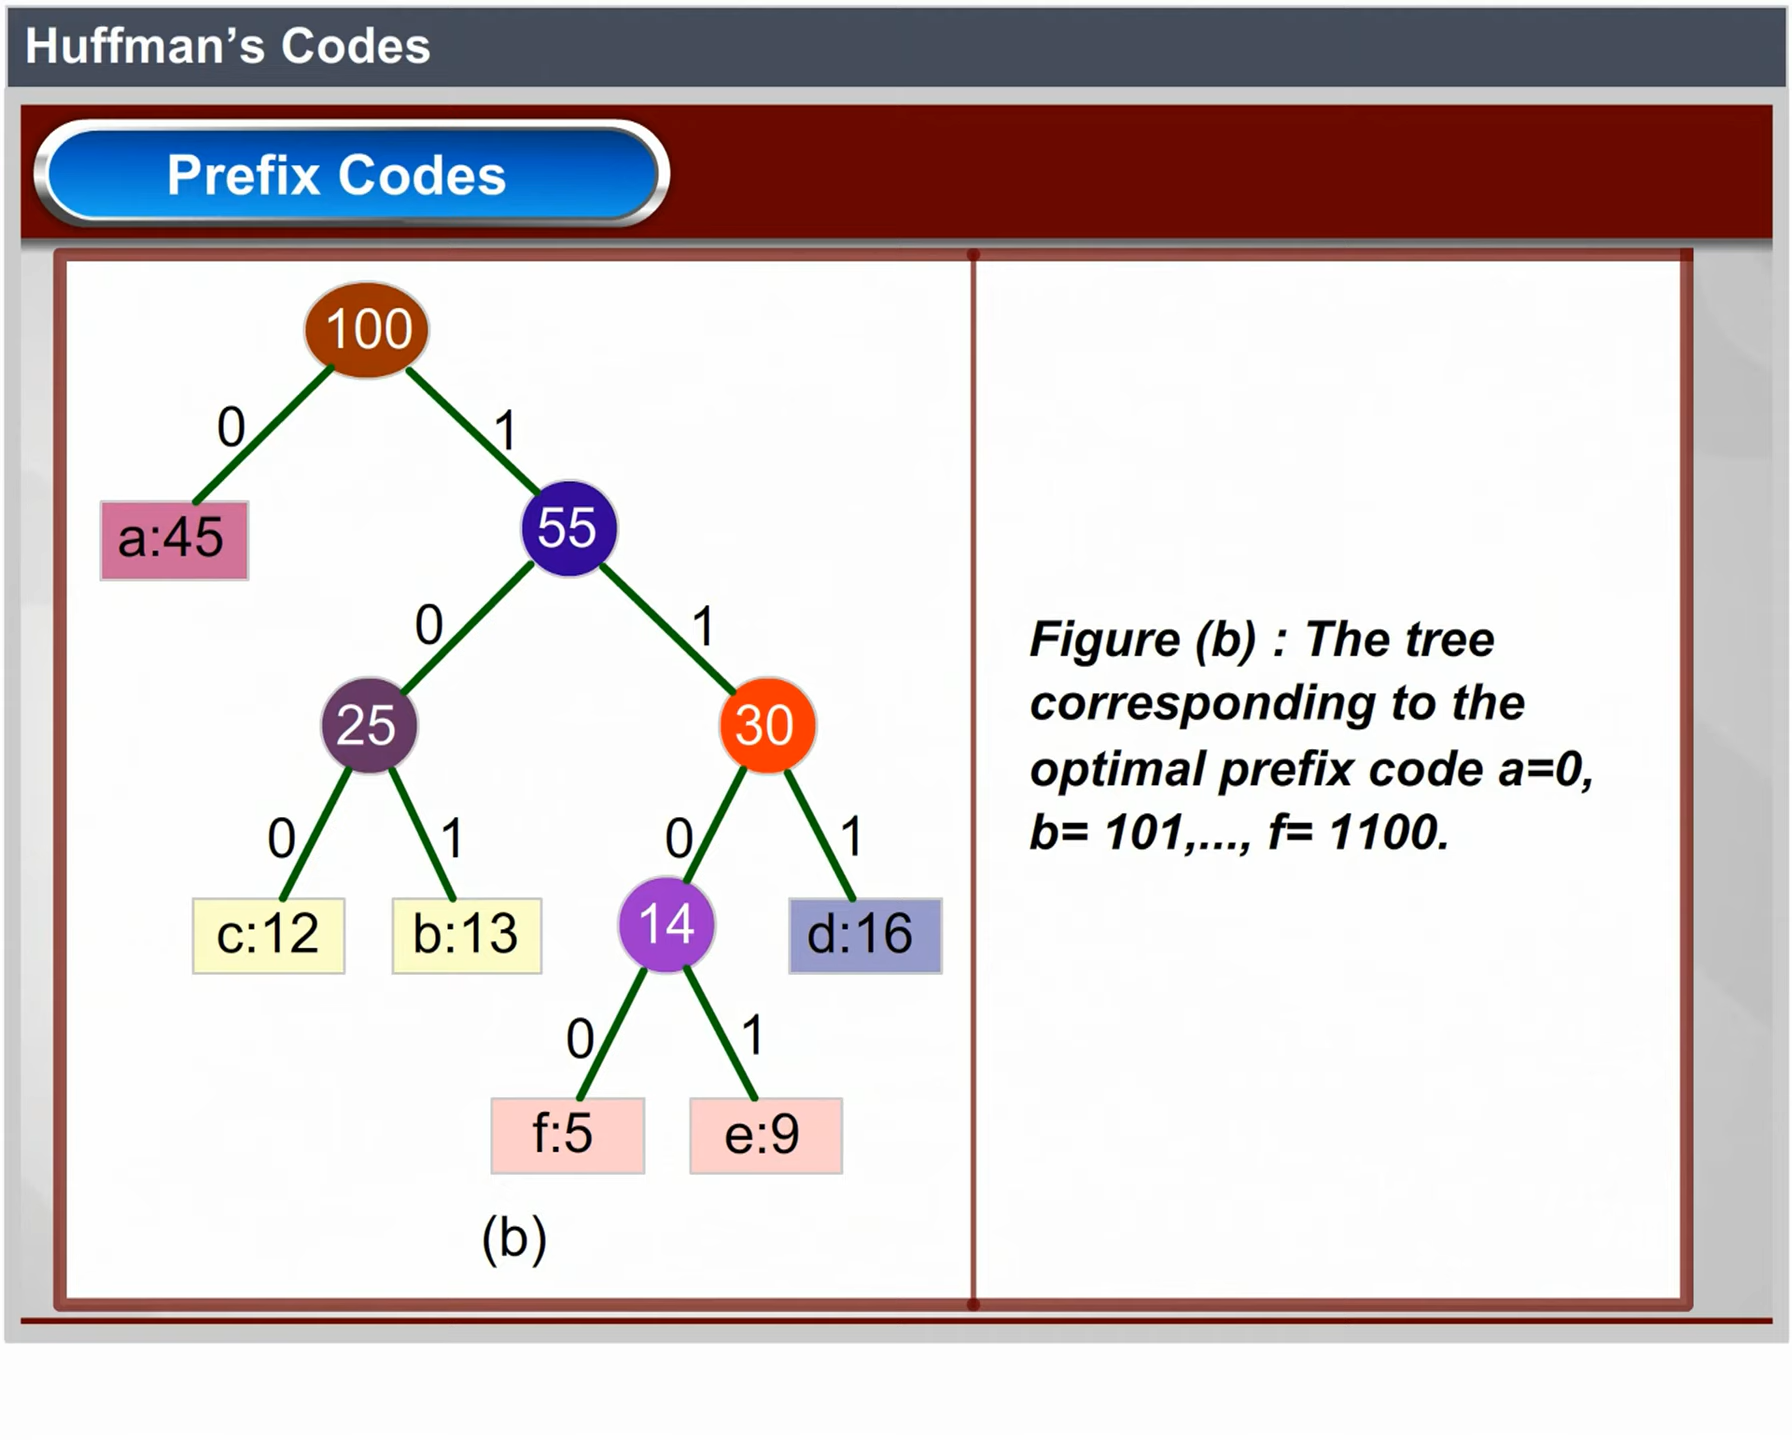 Huffman’s Codes
Prefix Codes
100
0
1
a:45
55
0
1
25
30
0
1
0
1
c:12
b:13
14
d:16
0
1
f:5
e:9
(b)
Figure (b) : The tree
corresponding to the
optimal prefix code a=0,
b= 101,..., f= 1100.